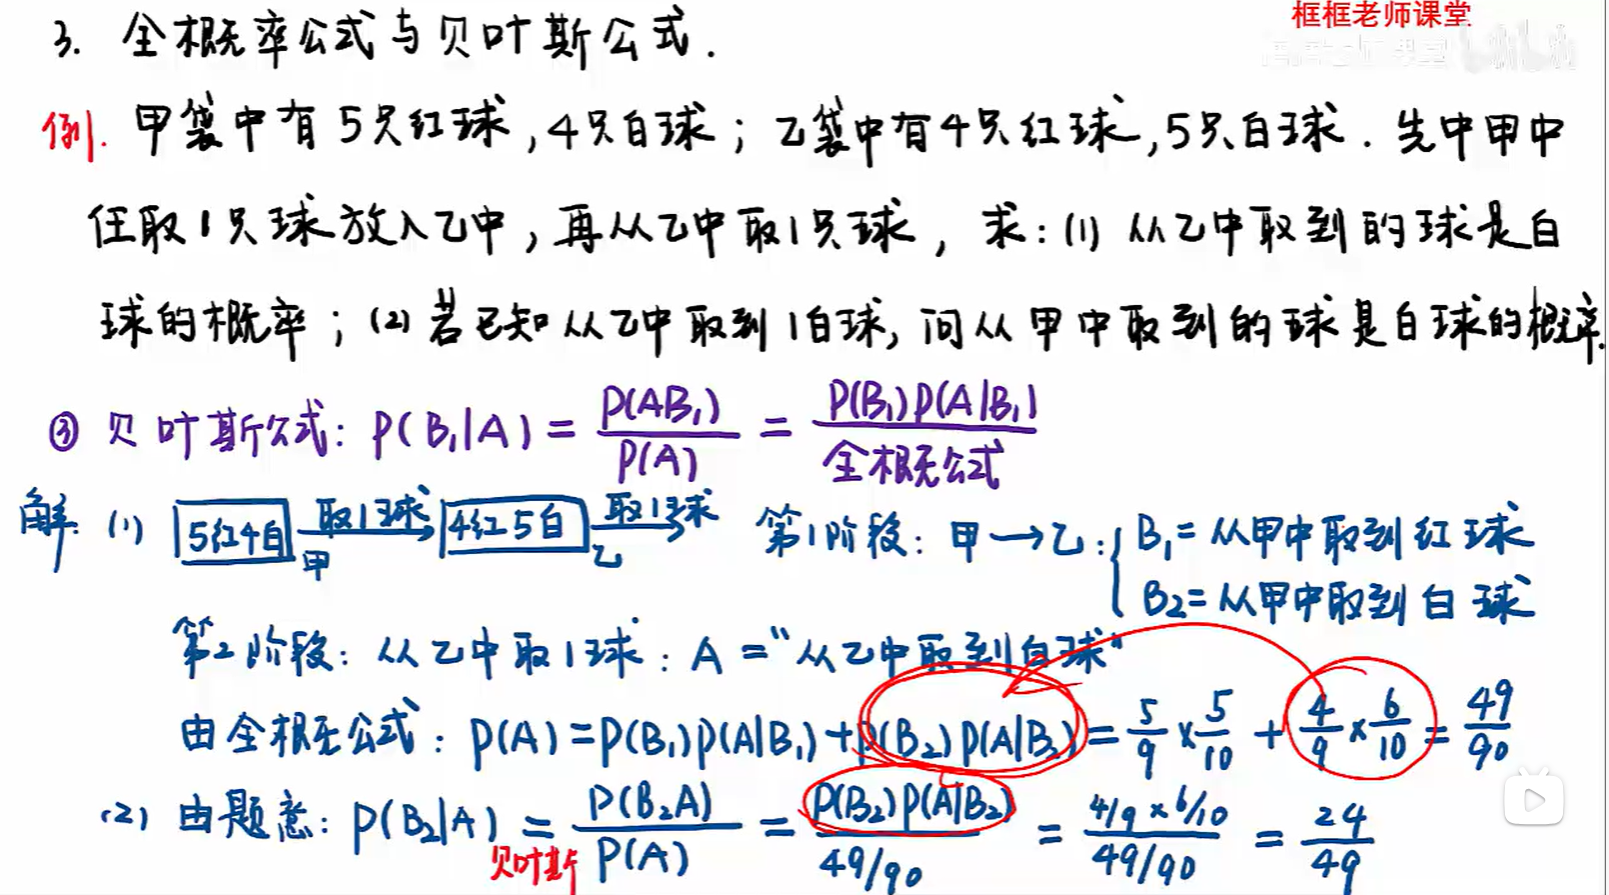 框框老师课堂
3. 全概率公式与贝叶斯公式.
例. 甲袋中有5只红球,4只白球;乙袋中有4只红球,5只白球.先中甲中
任取1只球放入乙中,再从乙中取1只球,求:(1) 从乙中取到的球是白
球的概率;(2)若已知从乙中取到1白球,问从甲中取到的球是白球的概率.
③ 贝叶斯公式: P(B₁|A) = P(AB₁)/P(A) = P(B₁)P(A|B₁)/全概公式
解. (1) 5红4白 取1球 甲 4红5白 取1球 乙 第1阶段: 甲→乙: { B₁=从甲中取到红球
B₂=从甲中取到白球
第2阶段: 从乙中取1球: A="从乙中取到白球"
由全概公式: P(A)=P(B₁)P(A|B₁)+P(B₂)P(A|B₂)=5/9×5/10+4/9×6/10=49/90
(2) 由题意: P(B₂|A) = P(B₂A)/P(A) = P(B₂)P(A|B₂)/49/90 = 4/9×6/10/49/90 = 24/49
贝叶斯